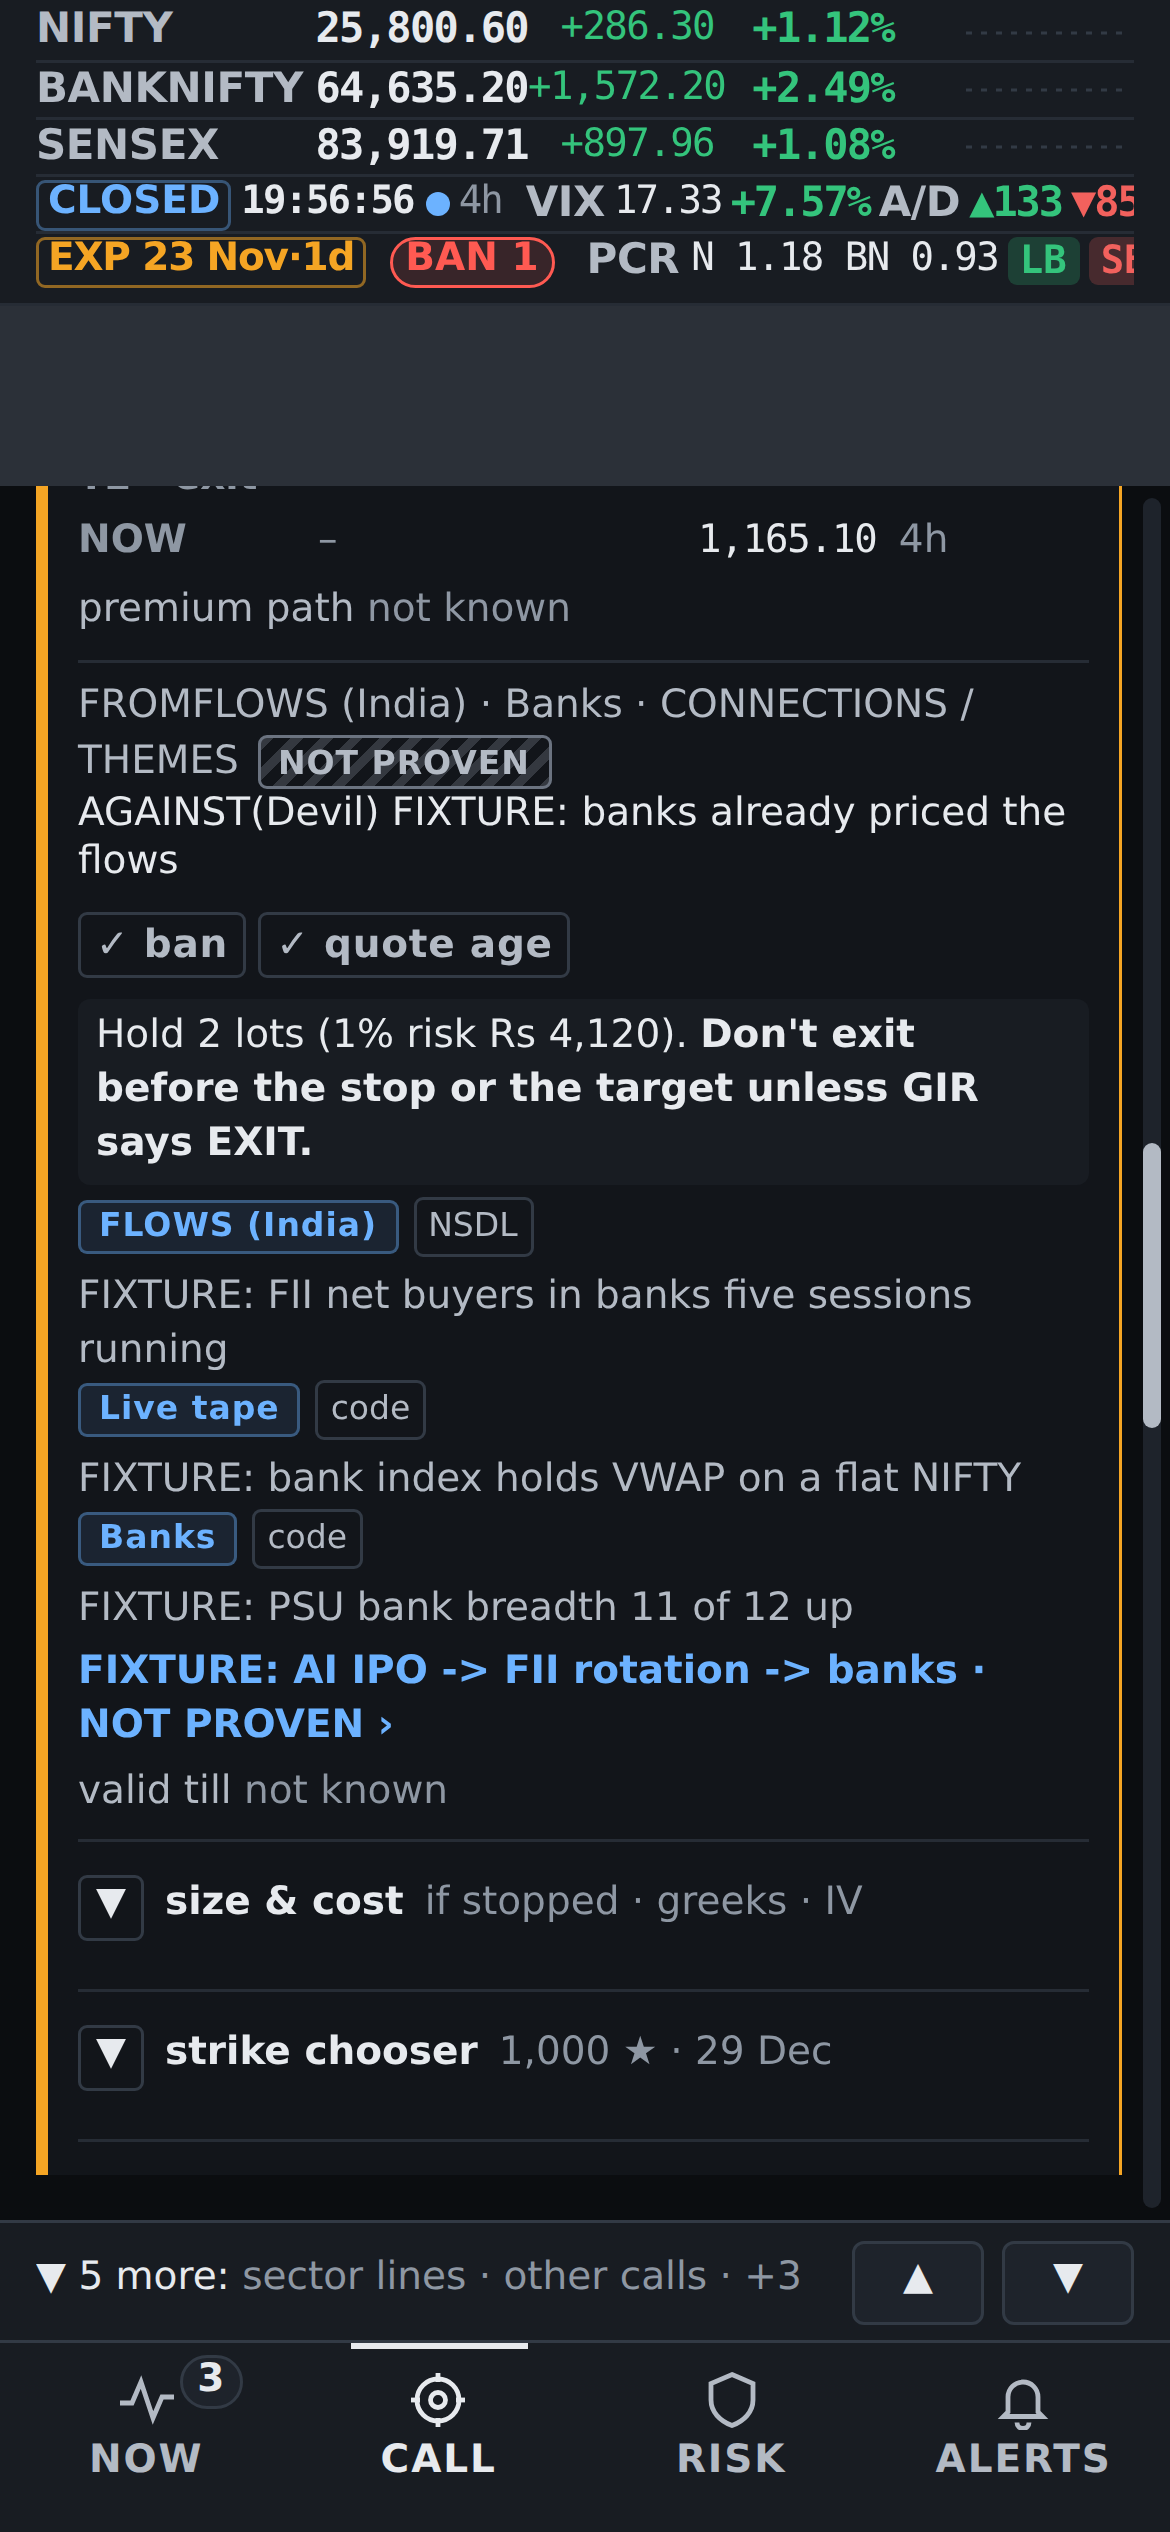 NIFTY 25,800.60 +286.30 +1.12%
BANKNIFTY 64,635.20 +1,572.20 +2.49%
SENSEX 83,919.71 +897.96 +1.08%
CLOSED 19:56:56 ● 4h VIX 17.33 +7.57% A/D ▲133 ▼85
EXP 23 Nov·1d BAN 1 PCR N 1.18 BN 0.93 LB
NOW – 1,165.10 4h
premium path not known
FROMFLOWS (India) · Banks · CONNECTIONS /
THEMES NOT PROVEN
AGAINST(Devil) FIXTURE: banks already priced the
flows
✓ ban ✓ quote age
Hold 2 lots (1% risk Rs 4,120). Don't exit
before the stop or the target unless GIR
says EXIT.
FLOWS (India) NSDL
FIXTURE: FII net buyers in banks five sessions
running
Live tape code
FIXTURE: bank index holds VWAP on a flat NIFTY
Banks code
FIXTURE: PSU bank breadth 11 of 12 up
FIXTURE: AI IPO -> FII rotation -> banks ·
NOT PROVEN ›
valid till not known
▼ size & cost if stopped · greeks · IV
▼ strike chooser 1,000 ★ · 29 Dec
▼ 5 more: sector lines · other calls · +3 ▲ ▼
3
NOW CALL RISK ALERTS